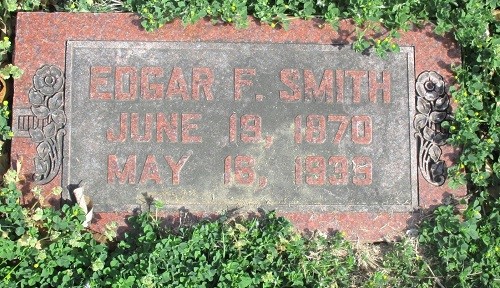 EDGAR F. SMITH
JUNE 19, 1870
MAY 16, 1939